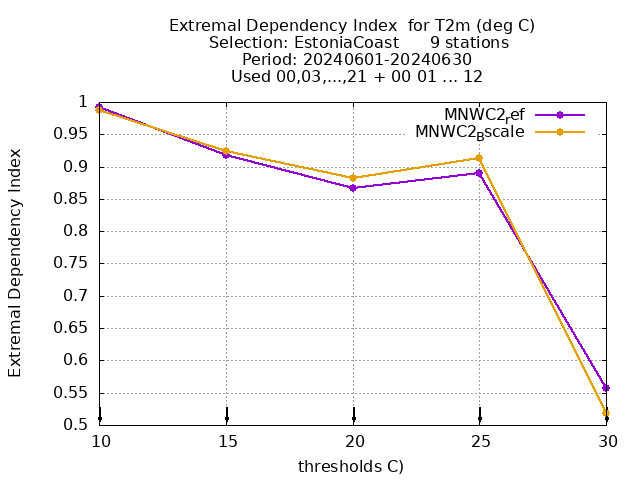 Extremal Dependency Index  for T2m (deg C)
Selection: EstoniaCoast      9 stations
Period: 20240601-20240630
Used 00,03,...,21 + 00 01 ... 12
MNWC2_ref
MNWC2_Bscale
Extremal Dependency Index
1
0.95
0.9
0.85
0.8
0.75
0.7
0.65
0.6
0.55
0.5
10 15 20 25 30
thresholds C)